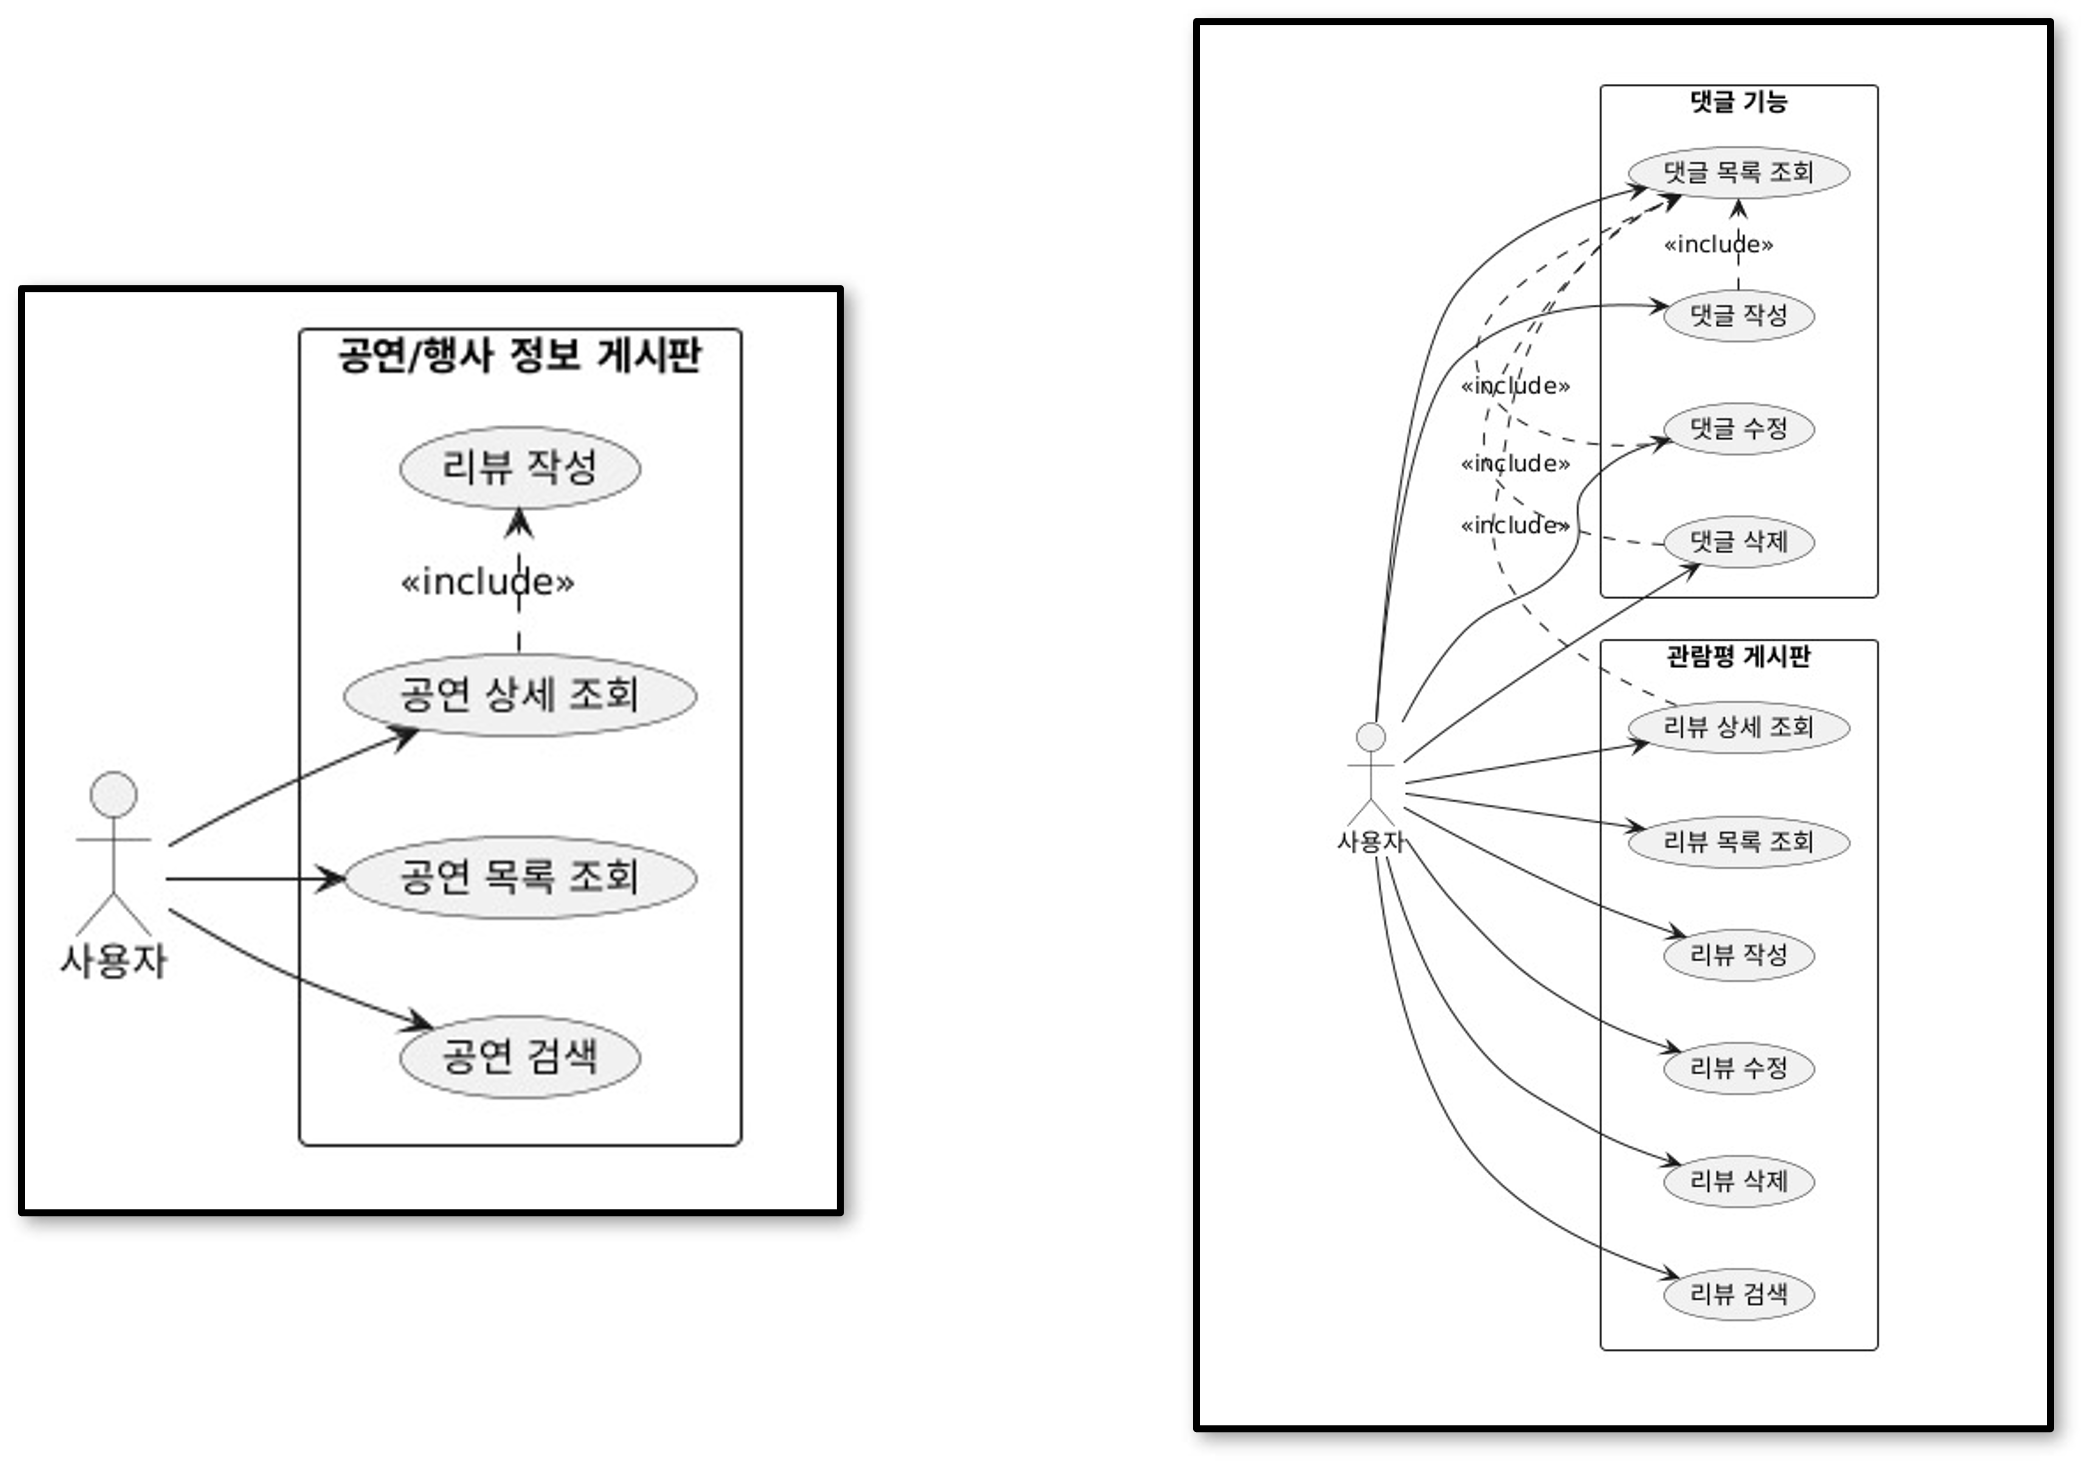 공연/행사 정보 게시판
리뷰 작성
«include»
공연 상세 조회
공연 목록 조회
공연 검색
사용자
댓글 기능
댓글 목록 조회
«include»
댓글 작성
«include»
댓글 수정
«include»
«include»
댓글 삭제
관람평 게시판
리뷰 상세 조회
리뷰 목록 조회
사용자
리뷰 작성
리뷰 수정
리뷰 삭제
리뷰 검색